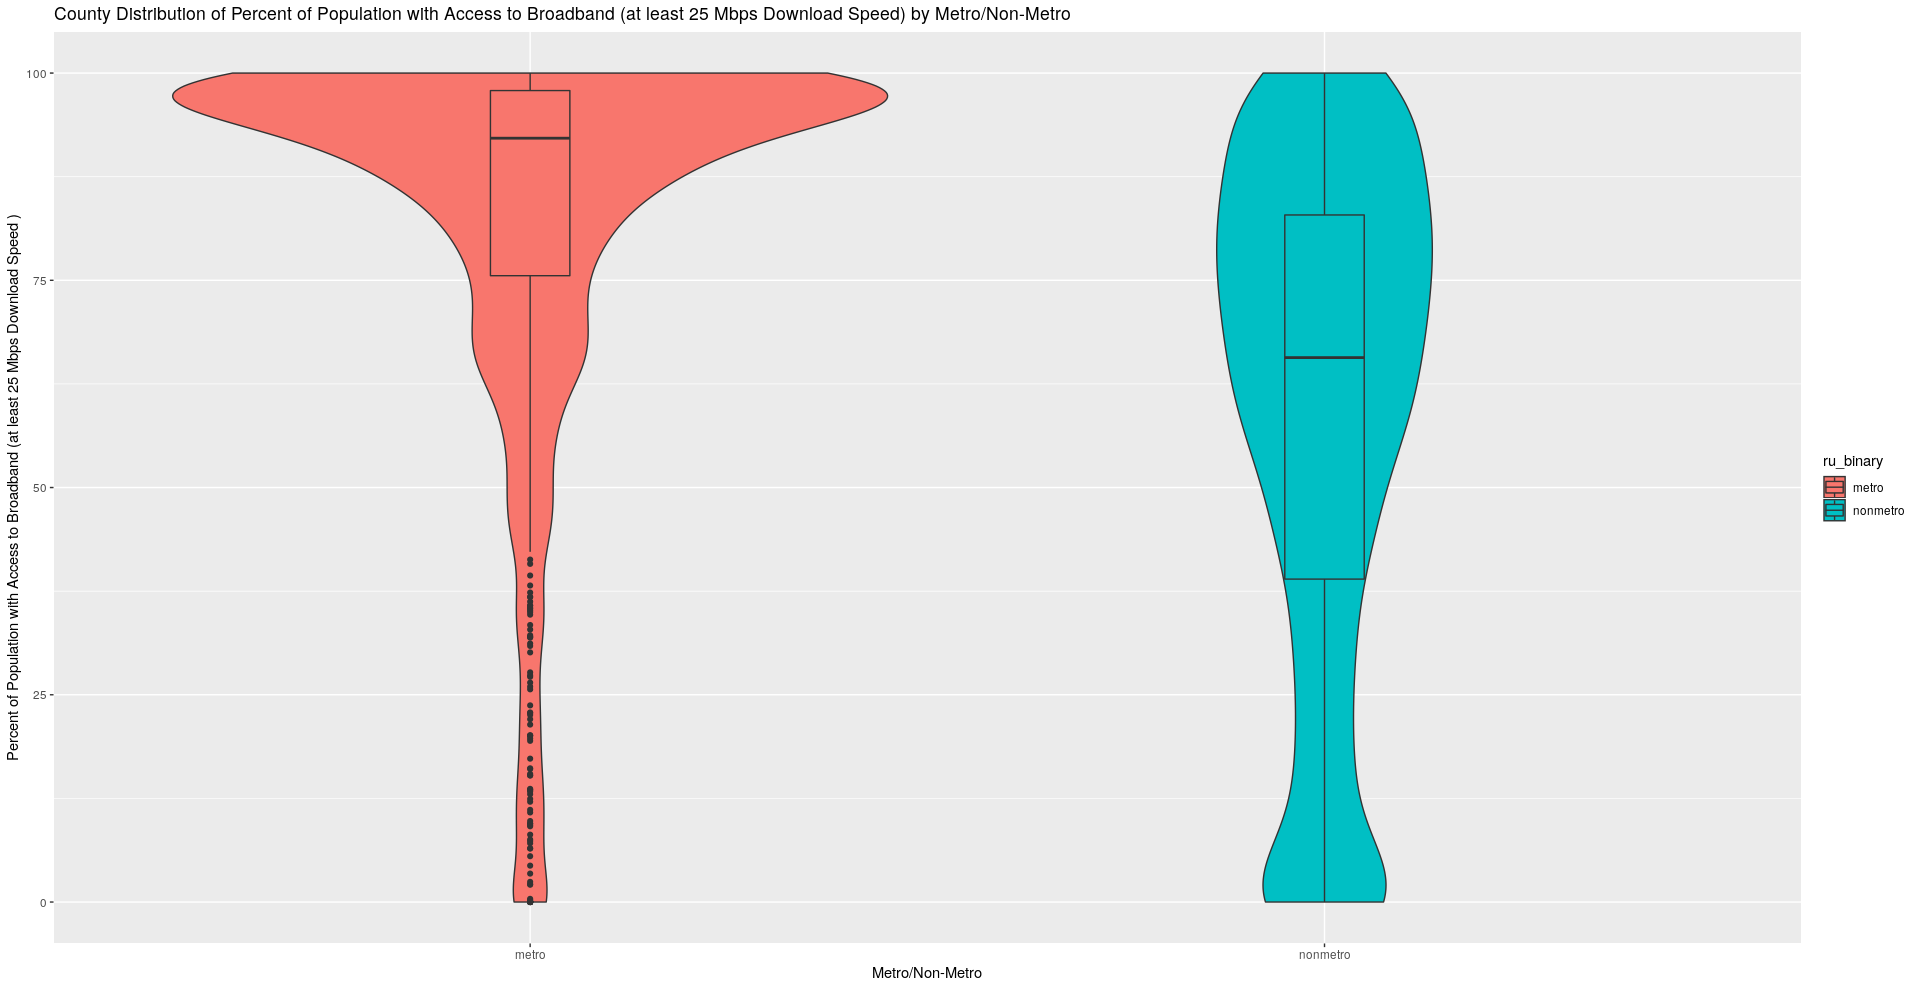 County Distribution of Percent of Population with Access to Broadband (at least 25 Mbps Download Speed) by Metro/Non-Metro
Percent of Population with Access to Broadband (at least 25 Mbps Download Speed )
100
75
50
25
0
metro
nonmetro
Metro/Non-Metro
ru_binary
metro
nonmetro